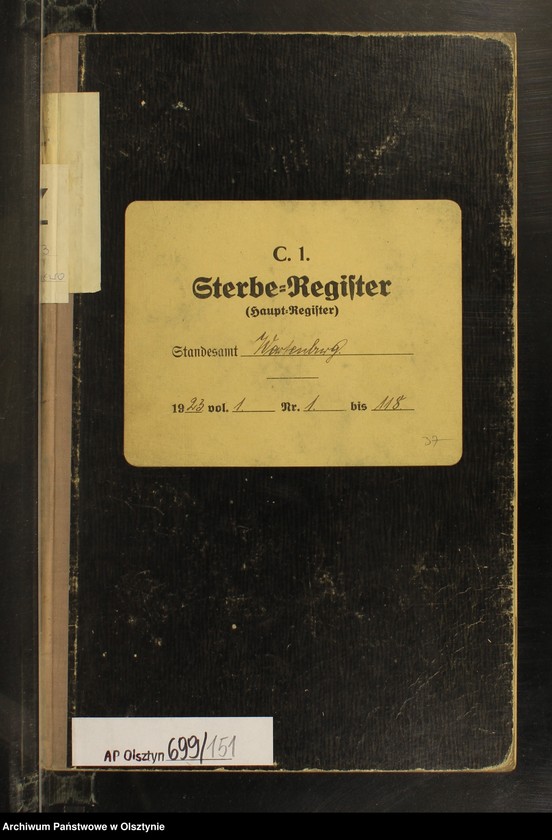 C. 1.
Sterbe=Register
(Haupt=Register)
Standesamt Wartenburg
1923 vol. 1. Nr. 1. bis 118
37
AP Olsztyn 699/151
Archiwum Państwowe w Olsztynie